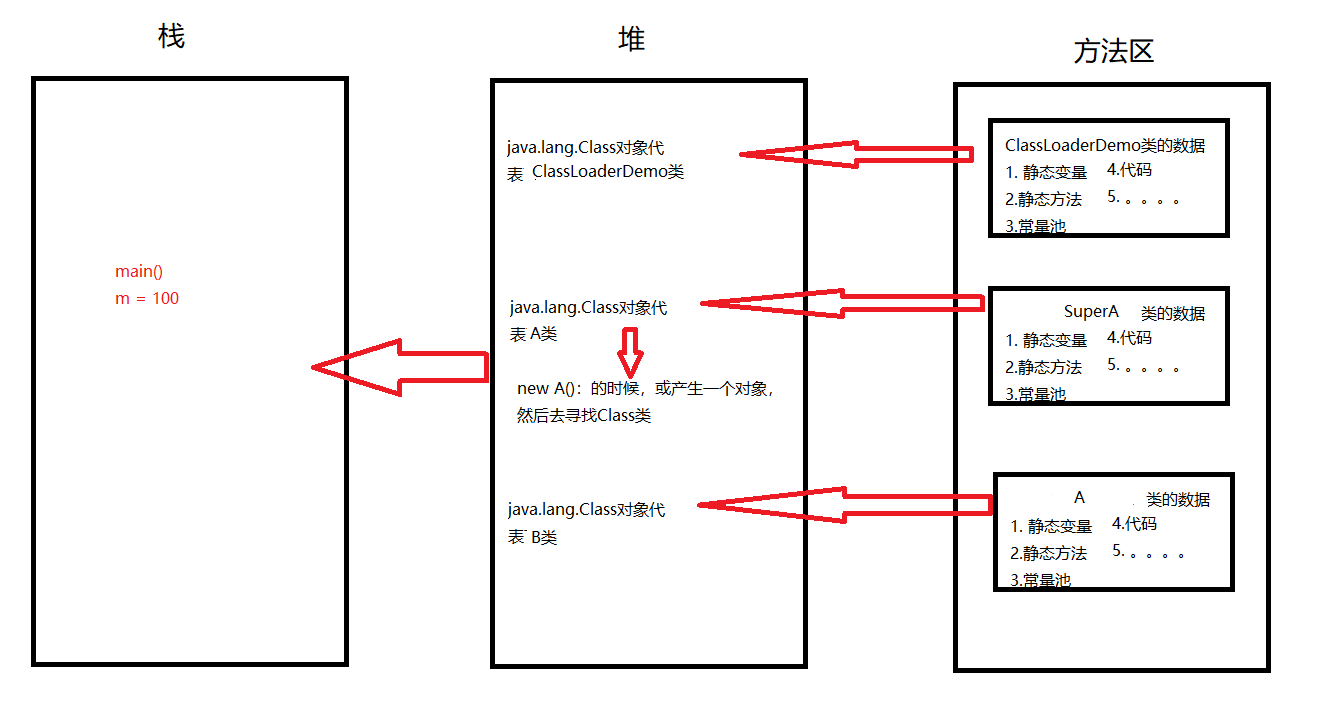 栈
堆
方法区
main()
m = 100
java.lang.Class对象代
表 ClassLoaderDemo类
java.lang.Class对象代
表 A类
new A()：的时候，或产生一个对象，
然后去寻找Class类
java.lang.Class对象代
表 B类
ClassLoaderDemo类的数据
1. 静态变量 4.代码
2.静态方法 5. 。。。。
3.常量池
SuperA 类的数据
1. 静态变量 4.代码
2.静态方法 5. 。。。。
3.常量池
A 类的数据
1. 静态变量 4.代码
2.静态方法 5. 。。。。
3.常量池